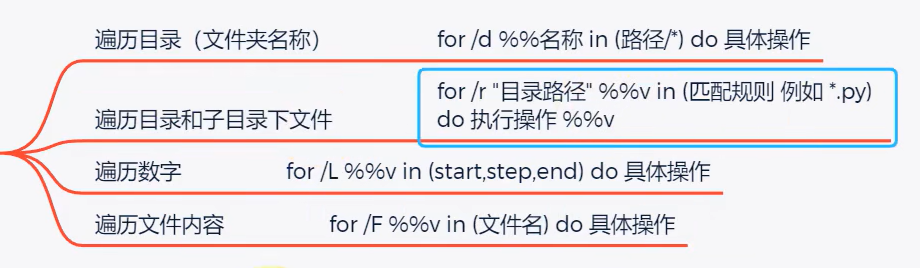 遍历目录（文件夹名称） for /d %%名称 in (路径/*) do 具体操作
遍历目录和子目录下文件 for /r "目录路径" %%v in (匹配规则 例如 *.py)
do 执行操作 %%v
遍历数字 for /L %%v in (start,step,end) do 具体操作
遍历文件内容 for /F %%v in (文件名) do 具体操作